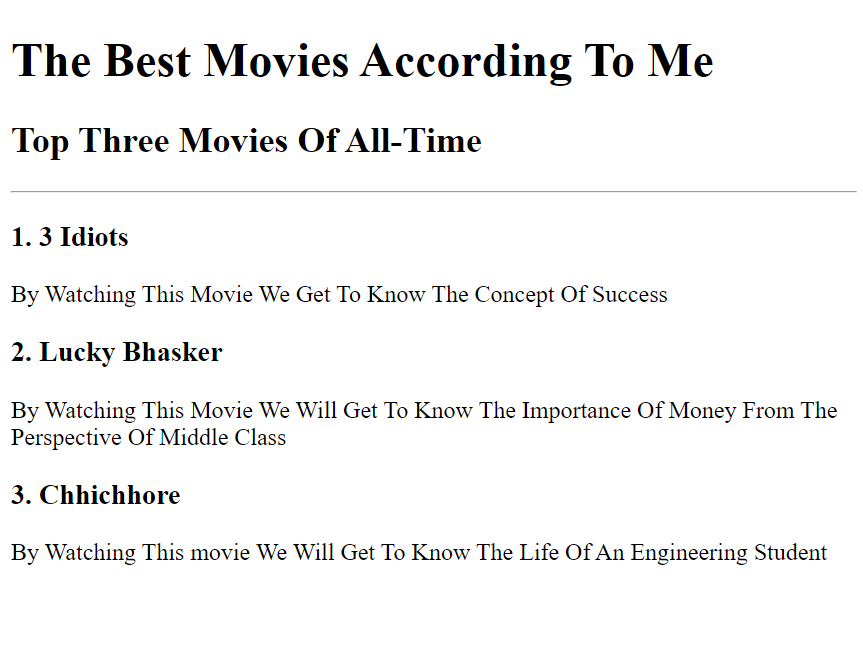 The Best Movies According To Me
Top Three Movies Of All-Time
1. 3 Idiots
By Watching This Movie We Get To Know The Concept Of Success
2. Lucky Bhasker
By Watching This Movie We Will Get To Know The Importance Of Money From The
Perspective Of Middle Class
3. Chhichhore
By Watching This movie We Will Get To Know The Life Of An Engineering Student